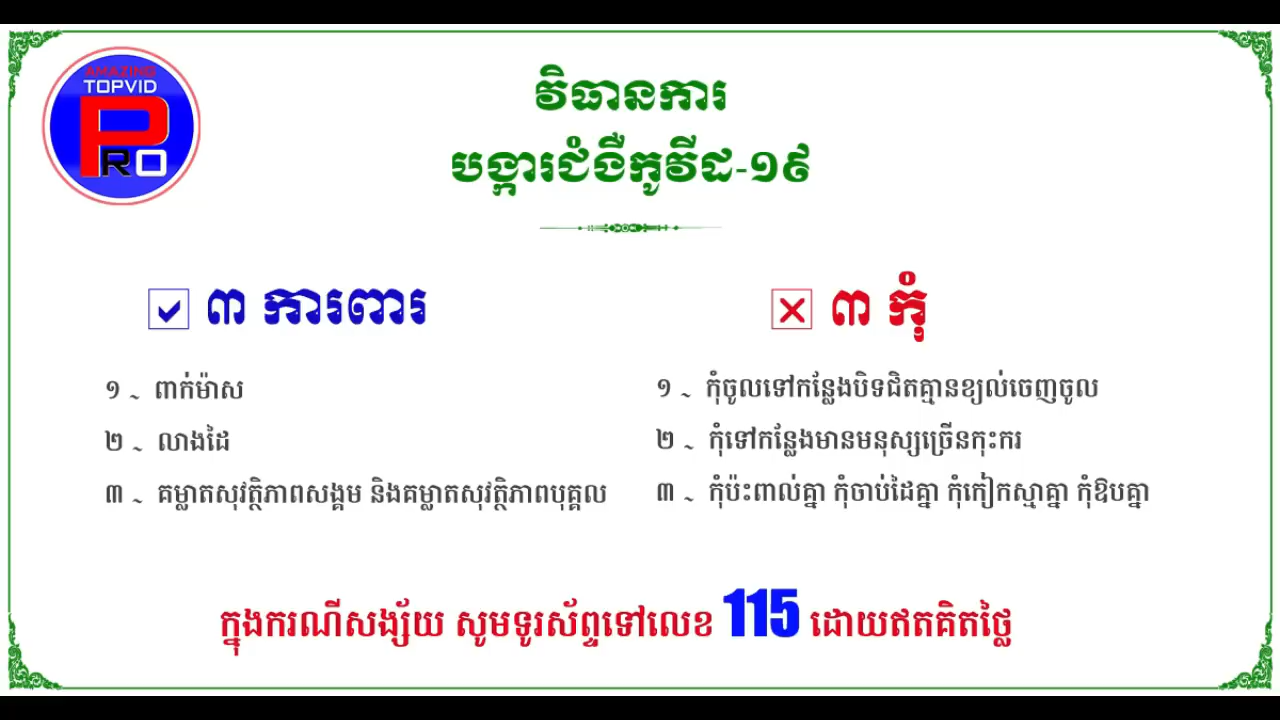 AMAZING
TOPVID
PRO
វិធានការ
បង្ការជំងឺកូវីដ-១៩
៣ ការពារ
១ ~ ពាក់ម៉ាស
២ ~ លាងដៃ
៣ ~ គម្លាតសុវត្ថិភាពសង្គម និងគម្លាតសុវត្ថិភាពបុគ្គល
៣ កុំ
១ ~ កុំចូលទៅកន្លែងបិទជិតគ្មានខ្យល់ចេញចូល
២ ~ កុំទៅកន្លែងមានមនុស្សច្រើនកុះករ
៣ ~ កុំប៉ះពាល់គ្នា កុំចាប់ដៃគ្នា កុំកៀកស្មាគ្នា កុំឱបគ្នា
ក្នុងករណីសង្ស័យ សូមទូរស័ព្ទទៅលេខ 115 ដោយឥតគិតថ្លៃ